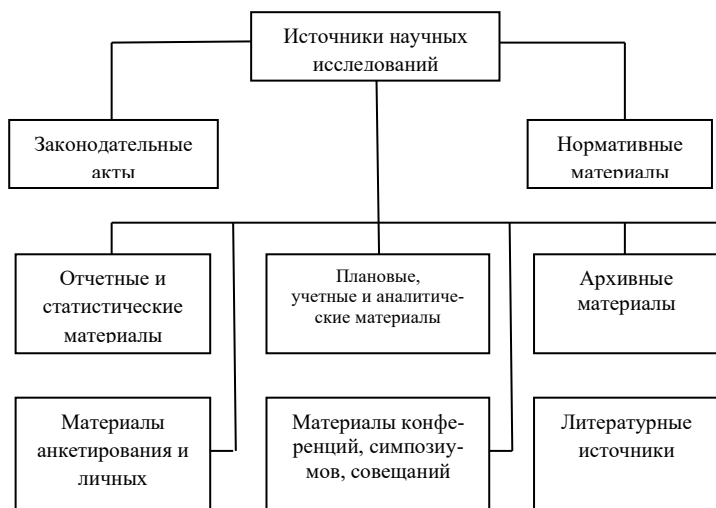 Источники научных
исследований
Законодательные
акты
Нормативные
материалы
Отчетные и
статистические
материалы
Плановые,
учетные и аналитиче-
ские материалы
Архивные
материалы
Материалы
анкетирования и
личных
Материалы конфе-
ренций, симпозиу-
мов, совещаний
Литературные
источники